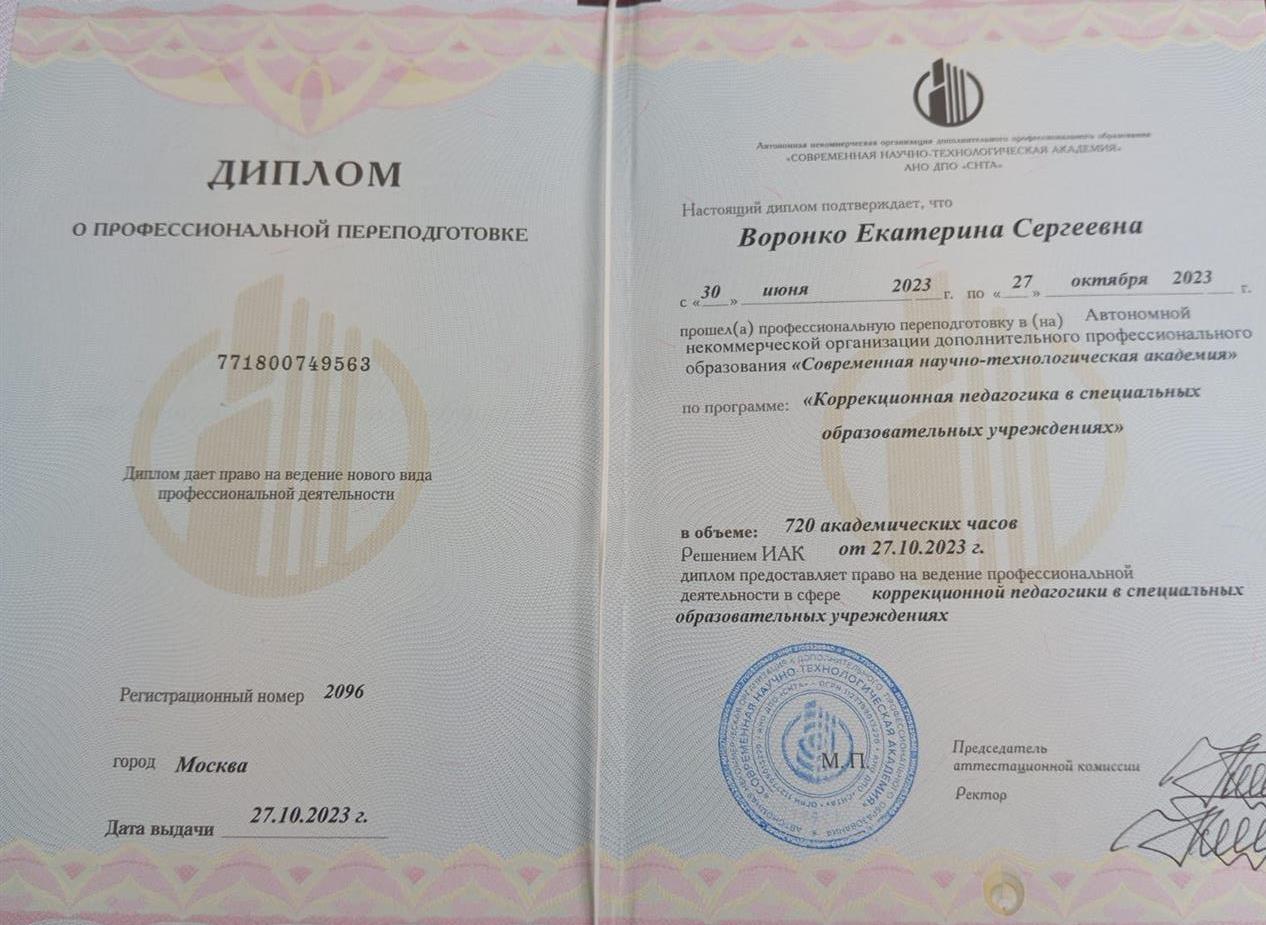 ДИПЛОМ
О ПРОФЕССИОНАЛЬНОЙ ПЕРЕПОДГОТОВКЕ
771800749563
Диплом дает право на ведение нового вида
профессиональной деятельности
Регистрационный номер 2096
город Москва
Дата выдачи 27.10.2023 г.
Автономная некоммерческая организация дополнительного профессионального образования
«СОВРЕМЕННАЯ НАУЧНО-ТЕХНОЛОГИЧЕСКАЯ АКАДЕМИЯ»
АНО ДПО «СНТА»
Настоящий диплом подтверждает, что
Воронко Екатерина Сергеевна
с «30» июня 2023 г. по «27» октября 2023 г.
прошел(а) профессиональную переподготовку в (на) Автономной
некоммерческой организации дополнительного профессионального
образования «Современная научно-технологическая академия»
по программе: «Коррекционная педагогика в специальных
образовательных учреждениях»
в объеме: 720 академических часов
Решением ИАК от 27.10.2023 г.
диплом предоставляет право на ведение профессиональной
деятельности в сфере коррекционной педагогики в специальных
образовательных учреждениях
«СОВРЕМЕННАЯ НАУЧНО-ТЕХНОЛОГИЧЕСКАЯ АКАДЕМИЯ»
М.П.
Председатель
аттестационной комиссии
Ректор